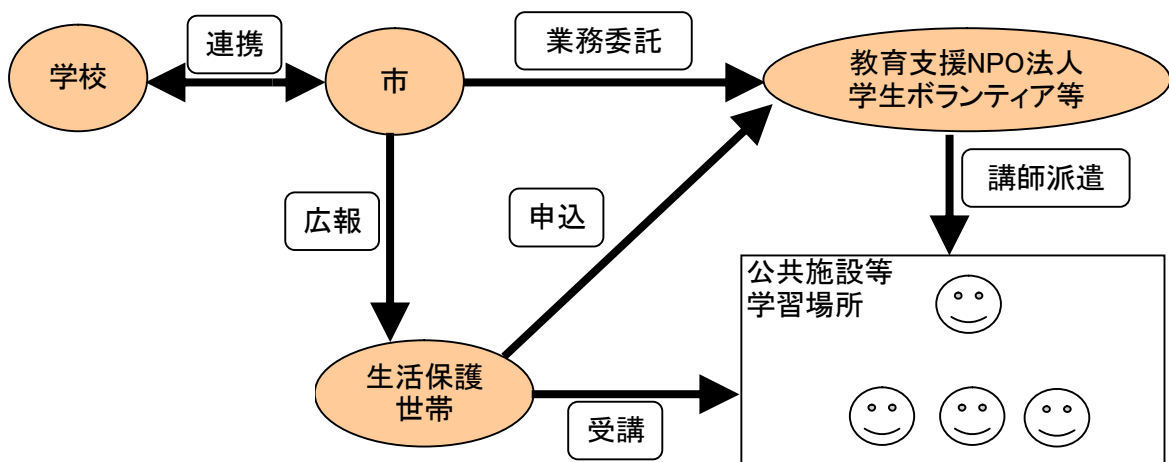 連携
業務委託
学校
市
教育支援NPO法人
学生ボランティア等
講師派遣
広報
申込
公共施設等
学習場所
生活保護
世帯
受講